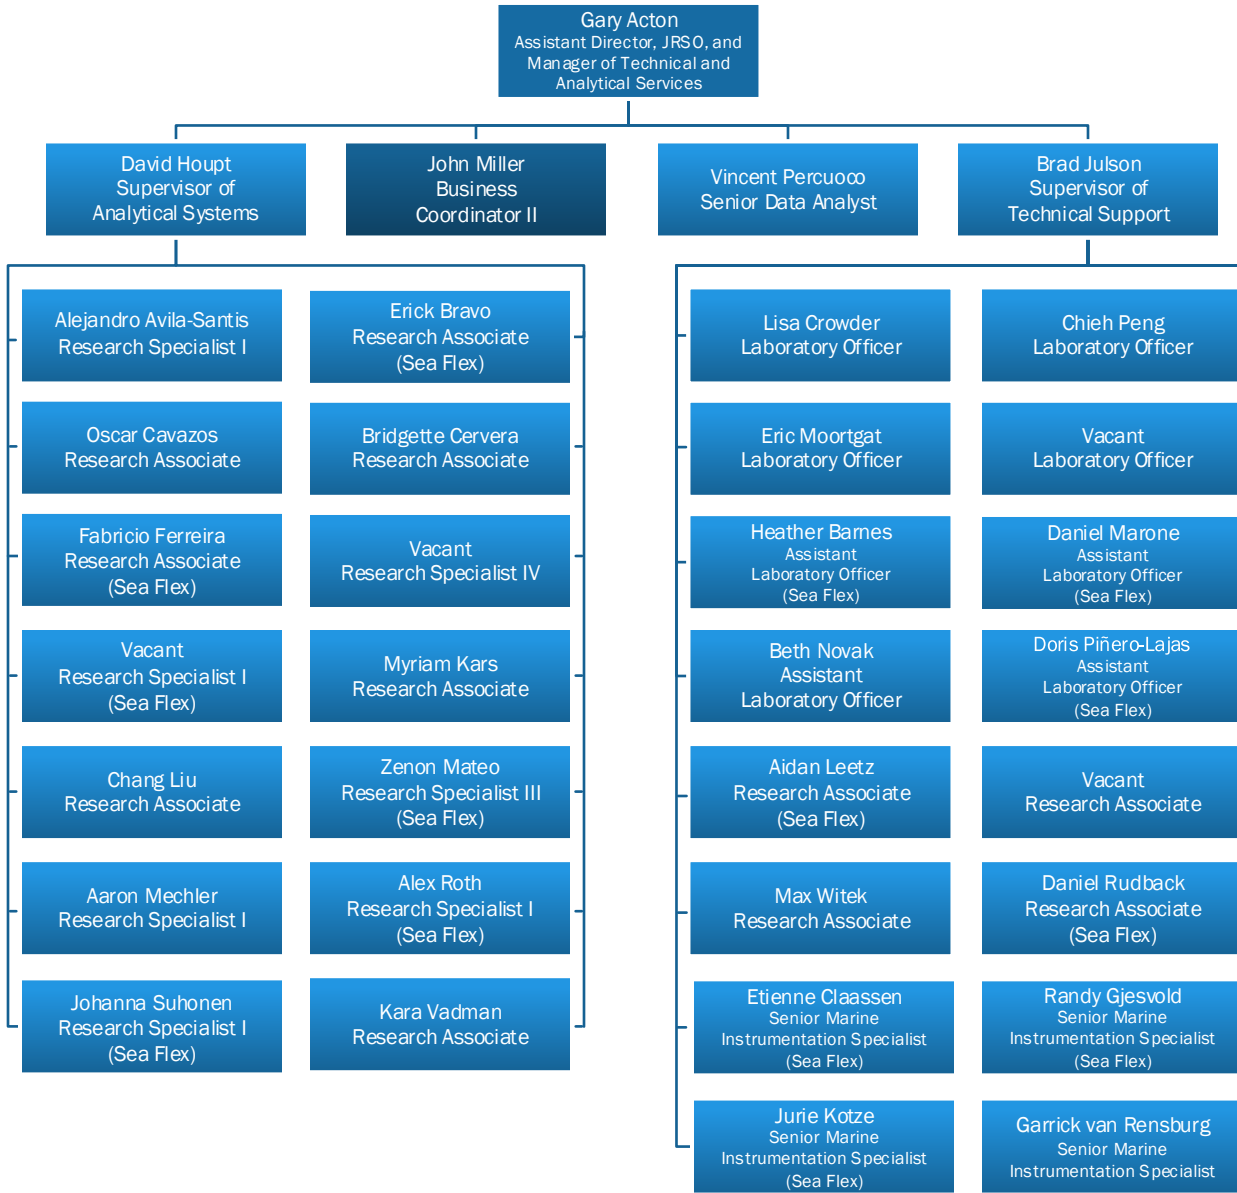 Gary Acton
Assistant Director, JRSO, and
Manager of Technical and
Analytical Services
David Houpt
Supervisor of
Analytical Systems
John Miller
Business
Coordinator II
Vincent Percuoco
Senior Data Analyst
Brad Julson
Supervisor of
Technical Support
Alejandro Avila-Santis
Research Specialist I
Erick Bravo
Research Associate
(Sea Flex)
Oscar Cavazos
Research Associate
Bridgette Cervera
Research Associate
Fabricio Ferreira
Research Associate
(Sea Flex)
Vacant
Research Specialist IV
Vacant
Research Specialist I
(Sea Flex)
Myriam Kars
Research Associate
Chang Liu
Research Associate
Zenon Mateo
Research Specialist III
(Sea Flex)
Aaron Mechler
Research Specialist I
Alex Roth
Research Specialist I
(Sea Flex)
Johanna Suhonen
Research Specialist I
(Sea Flex)
Kara Vadman
Research Associate
Lisa Crowder
Laboratory Officer
Chieh Peng
Laboratory Officer
Eric Moortgat
Laboratory Officer
Vacant
Laboratory Officer
Heather Barnes
Assistant
Laboratory Officer
(Sea Flex)
Daniel Marone
Assistant
Laboratory Officer
(Sea Flex)
Beth Novak
Assistant
Laboratory Officer
Doris Piñero-Lajas
Assistant
Laboratory Officer
(Sea Flex)
Aidan Leetz
Research Associate
(Sea Flex)
Vacant
Research Associate
Max Witek
Research Associate
Daniel Rudback
Research Associate
(Sea Flex)
Etienne Claassen
Senior Marine
Instrumentation Specialist
(Sea Flex)
Randy Gjesvold
Senior Marine
Instrumentation Specialist
(Sea Flex)
Jurie Kotze
Senior Marine
Instrumentation Specialist
(Sea Flex)
Garrick van Rensburg
Senior Marine
Instrumentation Specialist